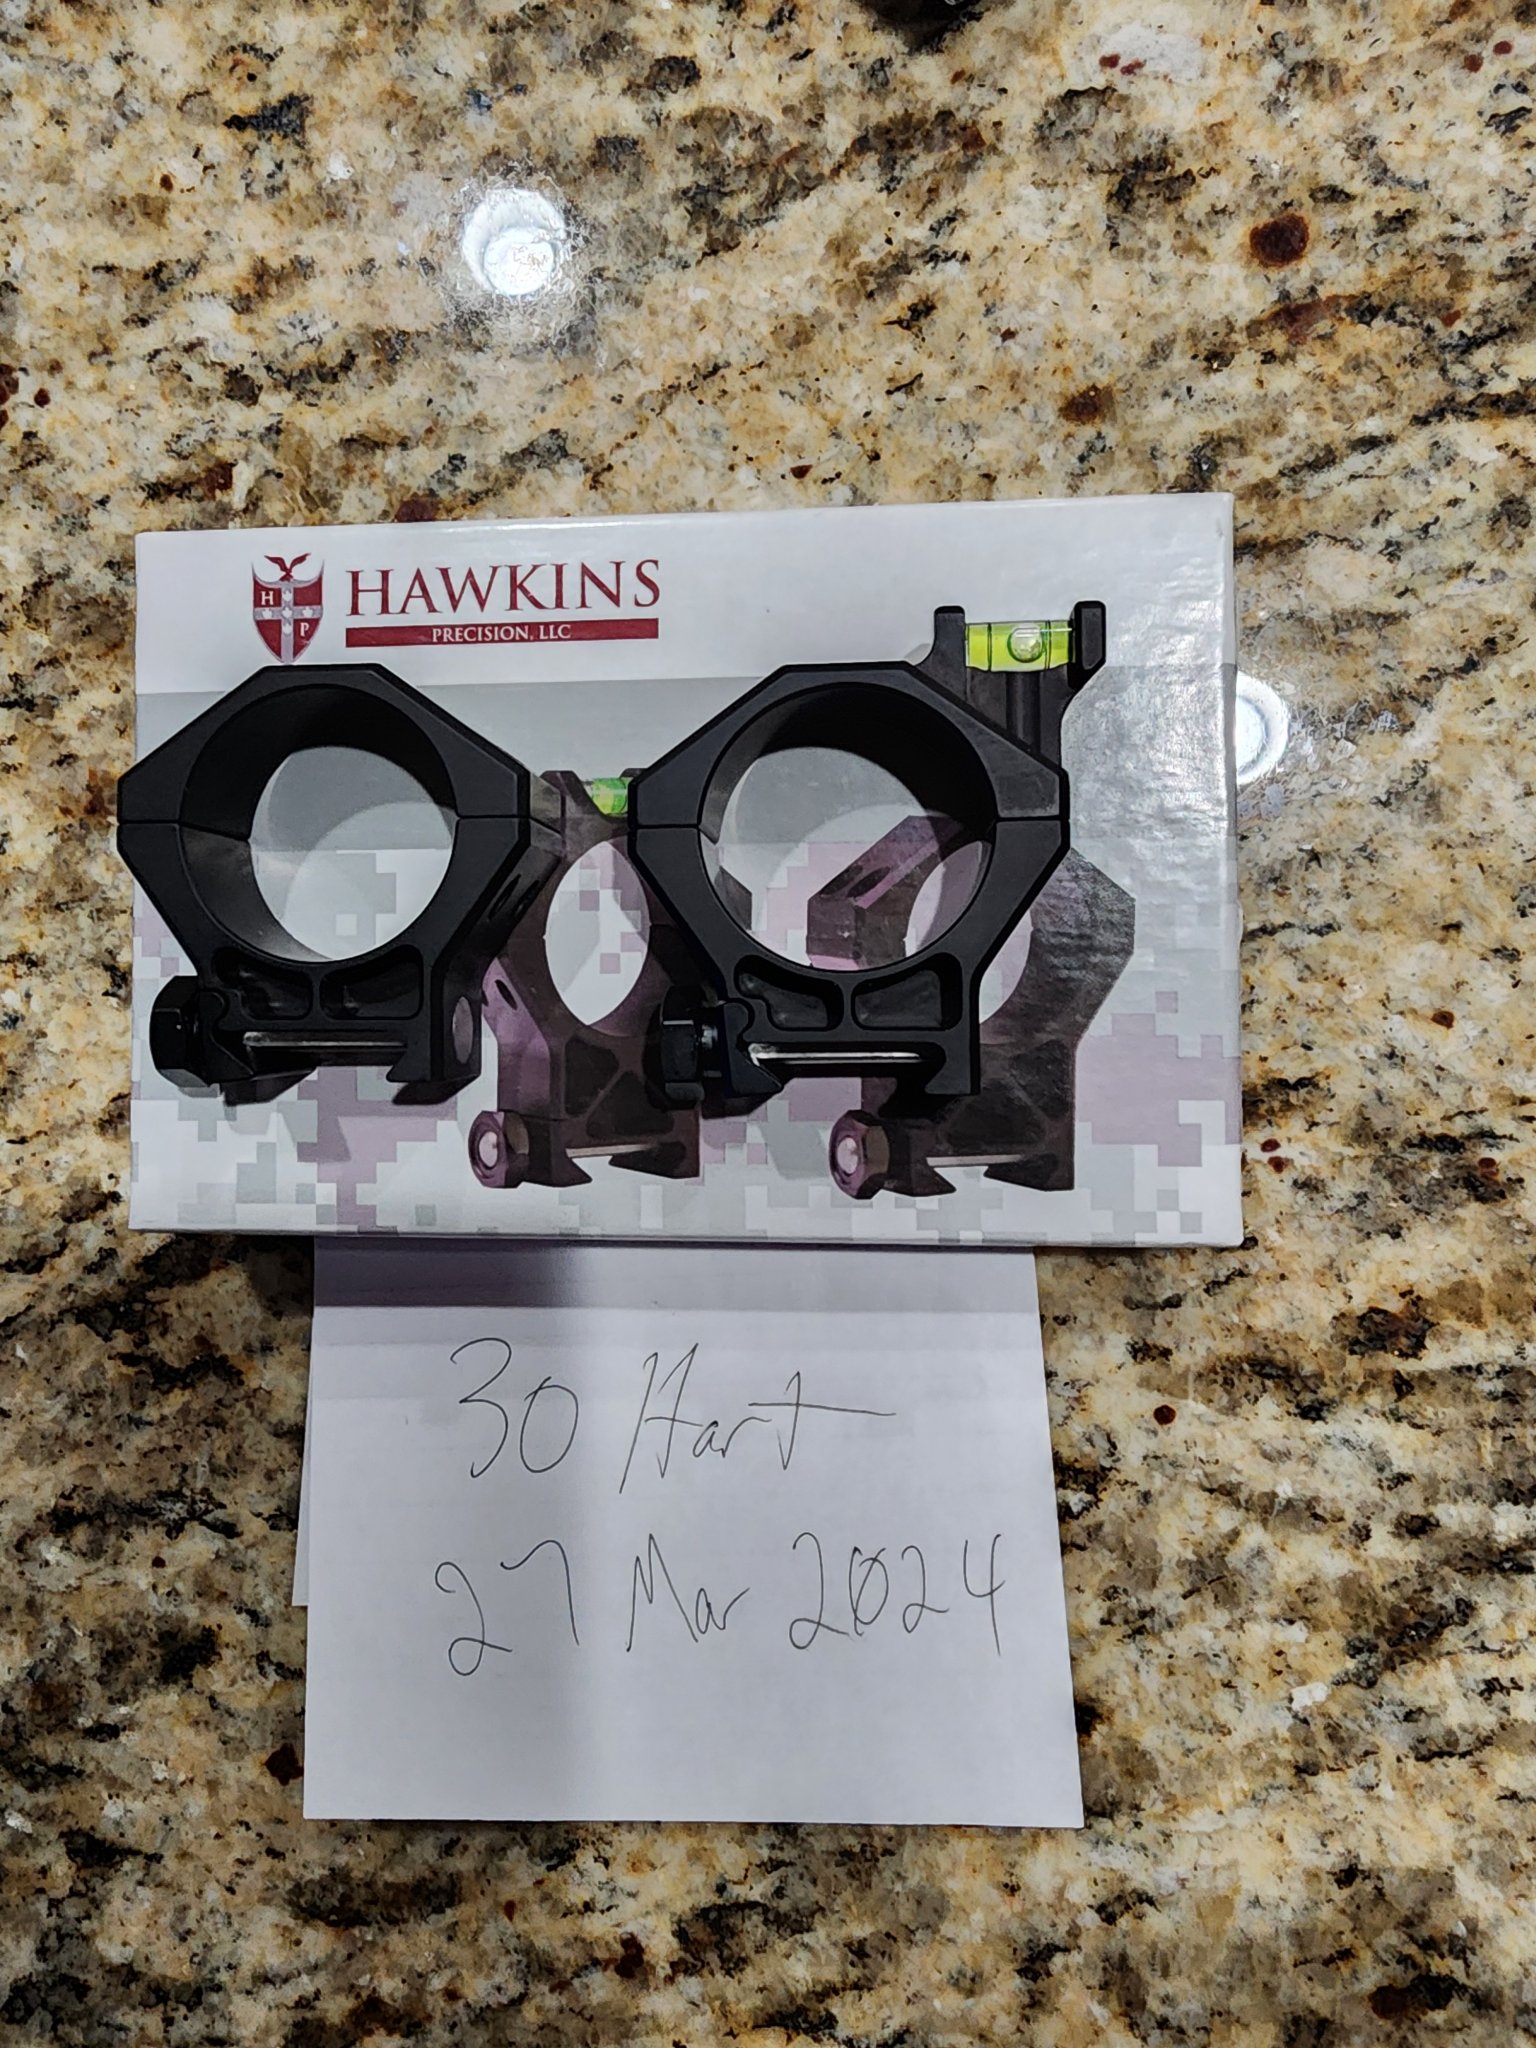 H
P
HAWKINS
PRECISION, LLC
30 Hart
27 Mar 2024